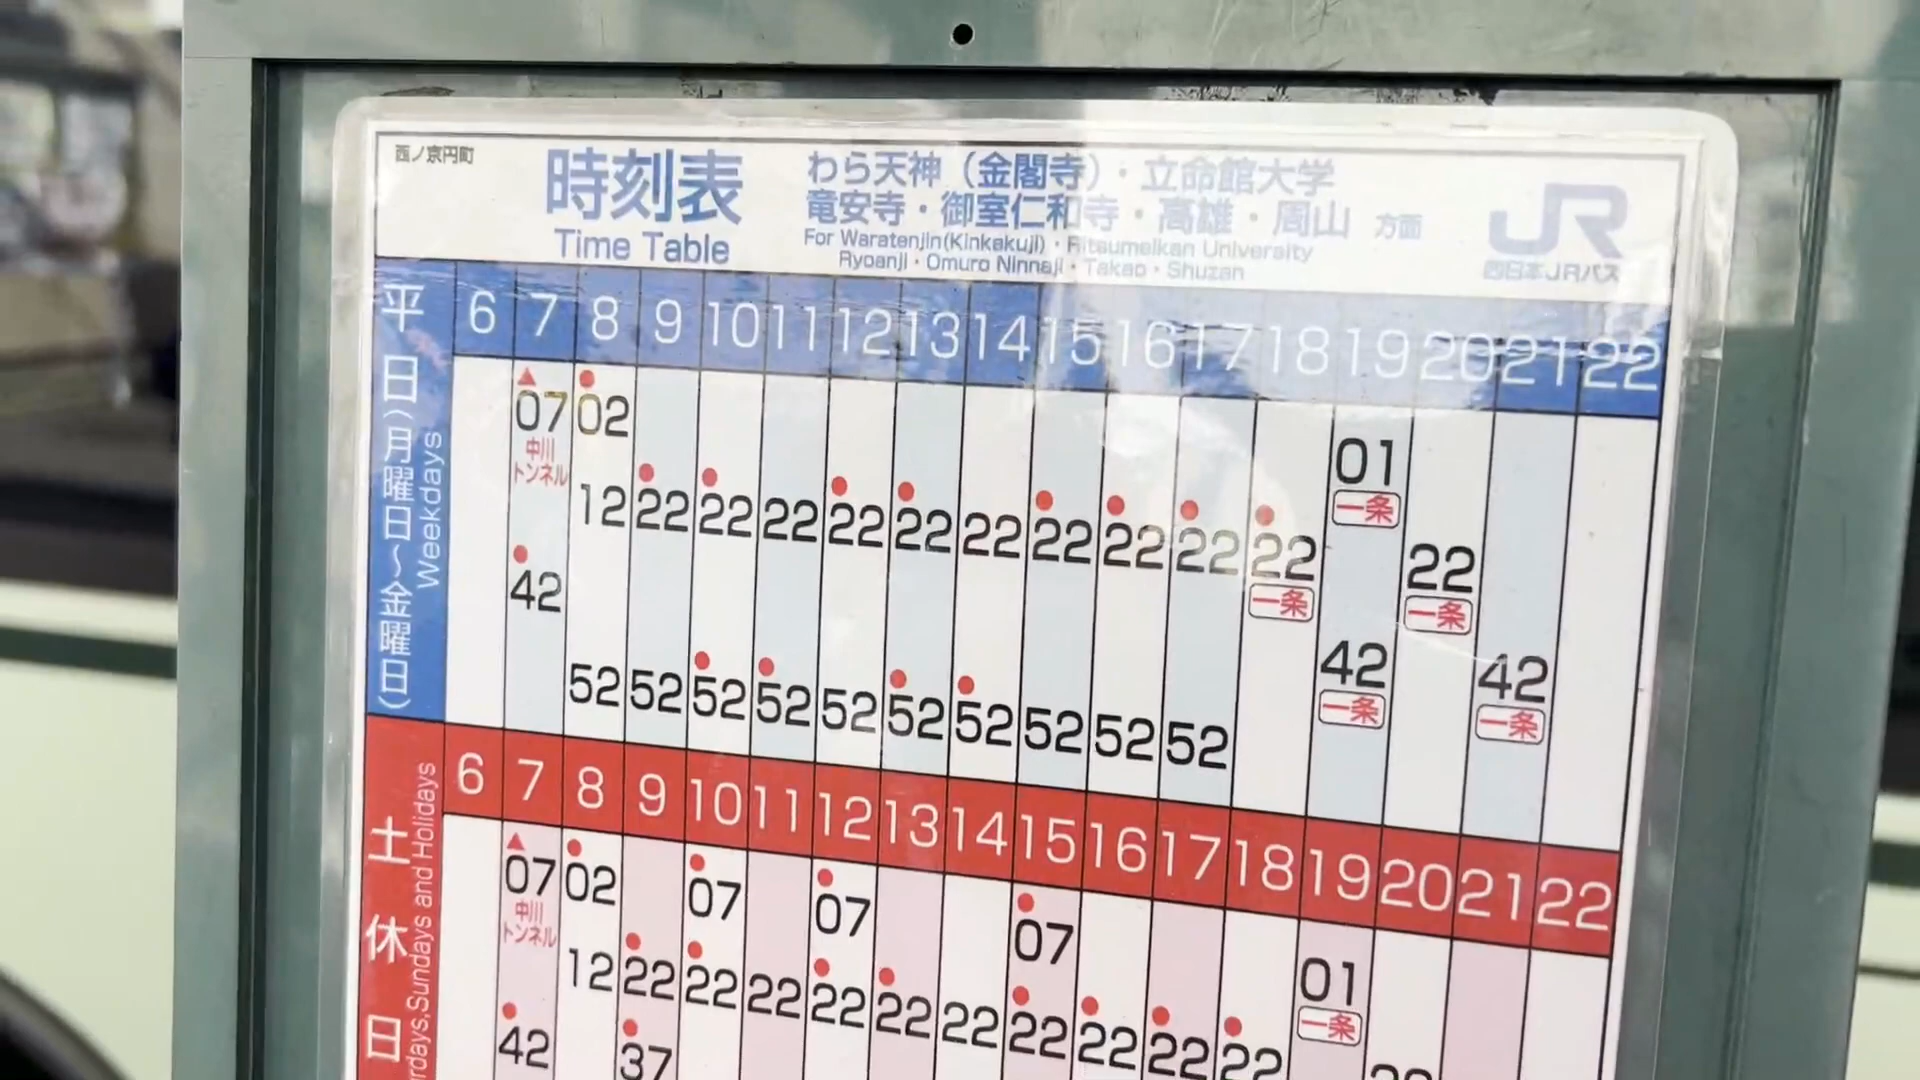 西ノ京円町
時刻表
Time Table
わら天神（金閣寺）・立命館大学
竜安寺・御室仁和寺・高雄・周山 方面
For Waratenjin(Kinkakuji)・Ritsumeikan University
Ryoanji・Omuro Ninnaji・Takao・Shuzan
JR
西日本JRバス
平日（月曜日～金曜日）
Weekdays
6 7 8 9 10 11 12 13 14 15 16 17 18 19 20 21 22
07 02
中川
トンネル
01
一条
12 22 22 22 22 22 22 22 22 22 22 22
一条 一条
42
42 42
一条 一条
52 52 52 52 52 52 52 52 52 52
土休日
rdays,Sundays and Holidays
6 7 8 9 10 11 12 13 14 15 16 17 18 19 20 21 22
07 02 07 07 07
中川
トンネル
01
一条
12 22 22 22 22 22 22 22 22 22 22
42 37